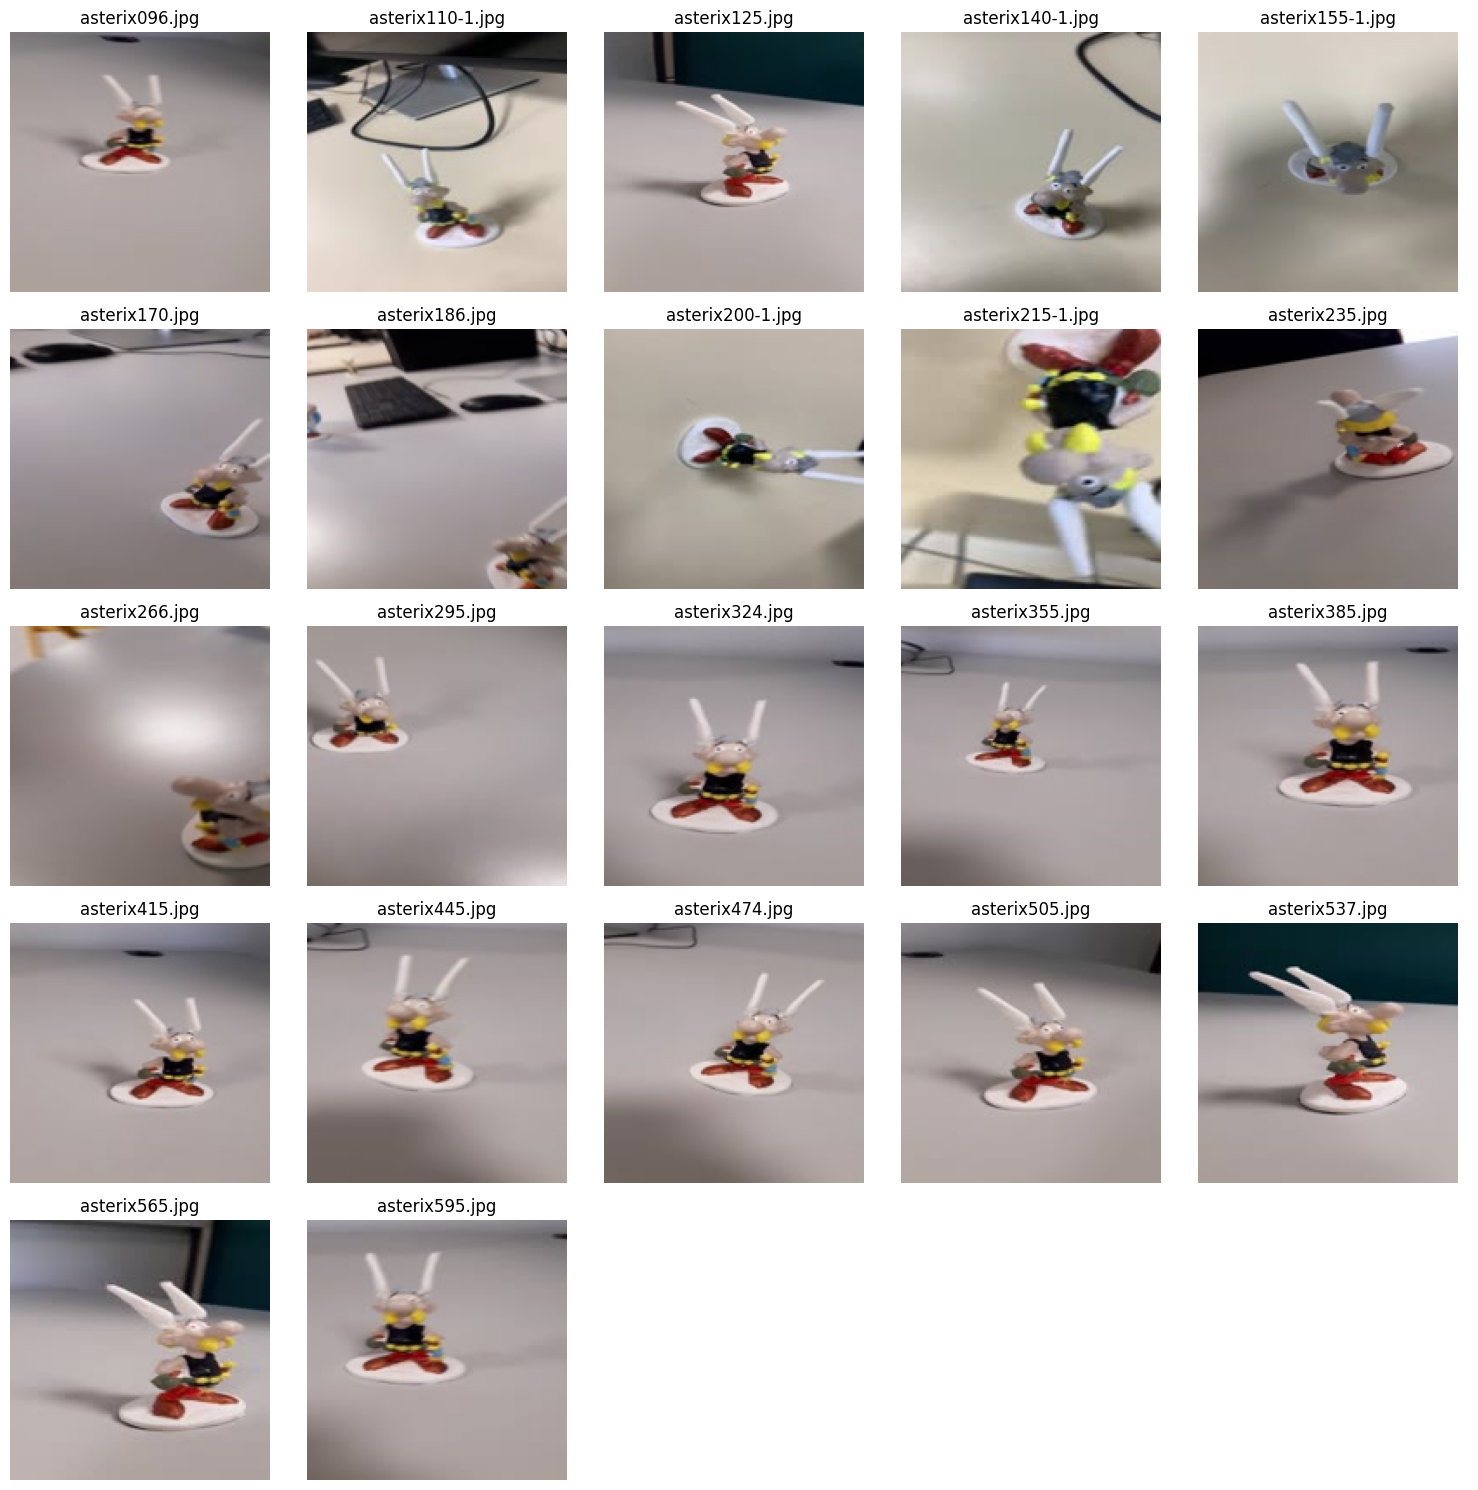 asterix096.jpg
asterix110-1.jpg
asterix125.jpg
asterix140-1.jpg
asterix155-1.jpg
asterix170.jpg
asterix186.jpg
asterix200-1.jpg
asterix215-1.jpg
asterix235.jpg
asterix266.jpg
asterix295.jpg
asterix324.jpg
asterix355.jpg
asterix385.jpg
asterix415.jpg
asterix445.jpg
asterix474.jpg
asterix505.jpg
asterix537.jpg
asterix565.jpg
asterix595.jpg